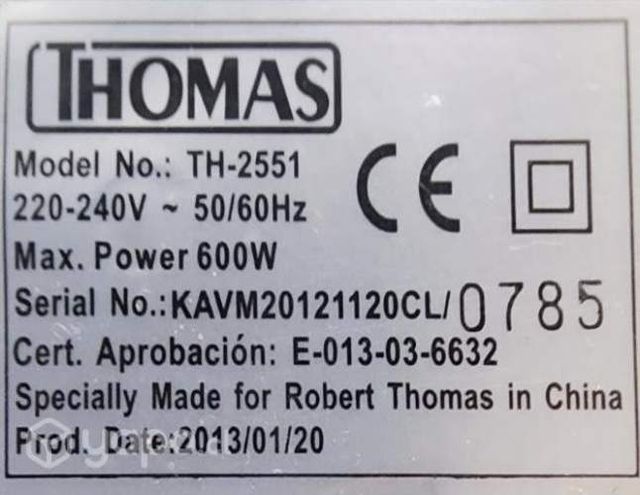 THOMAS
Model No.: TH-2551
220-240V ~ 50/60Hz
CE
Max. Power 600W
Serial No.:KAVM20121120CL/0785
Cert. Aprobación: E-013-03-6632
Specially Made for Robert Thomas in China
Prod. Date:2013/01/20